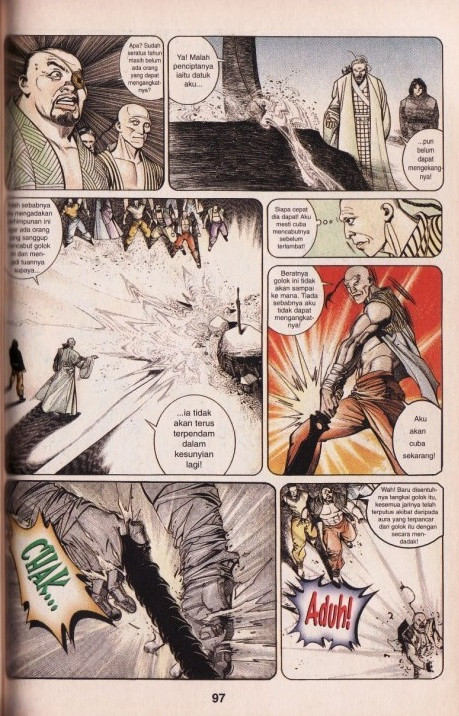 Apa? Sudah
seratus tahun
masih belum
ada orang
yang dapat
mengangkat-
nya?
Ya! Malah
penciptanya
iaitu datuk
aku...
...pun
belum
dapat
mengekang-
nya!
sebabnya
mengadakan
ini
ada orang
sanggup
golok
dan men-
tuannya
supaya...
...ia tidak
akan terus
terpendam
dalam
kesunyian
lagi!
Siapa cepat
dia dapat! Aku
mesti cuba
mencabutnya
sebelum
terlambat!
Beratnya
golok ini tidak
akan sampai
ke mana. Tiada
sebabnya aku
tidak dapat
mengangkat-
nya!
Aku
akan
cuba
sekarang!
CHAK...
Wah! Baru disentuh-
nya tangkai golok itu,
kesemua jarinya telah
terputus akibat daripada
aura yang terpancar
dari golok itu dengan
secara men-
dadak!
Aduh!
97